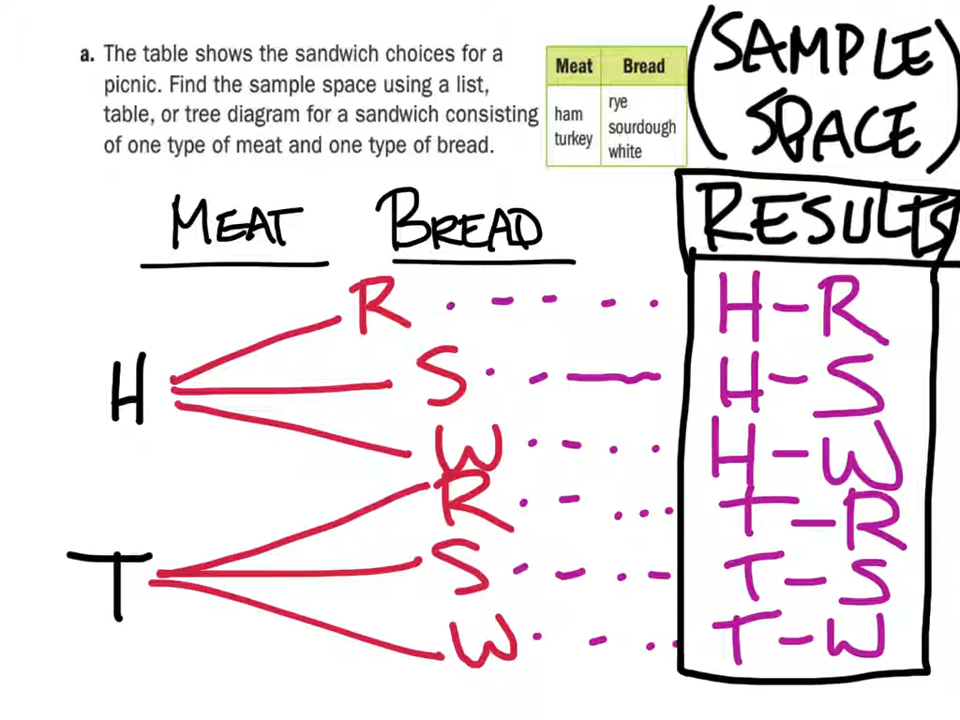 a. The table shows the sandwich choices for a
picnic. Find the sample space using a list,
table, or tree diagram for a sandwich consisting
of one type of meat and one type of bread.
Meat Bread
ham
turkey
rye
sourdough
white
(SAMPLE
SPACE)
MEAT BREAD RESULTS
H
R H-R
S H-S
W H-W
T
R T-R
S T-S
W T-W